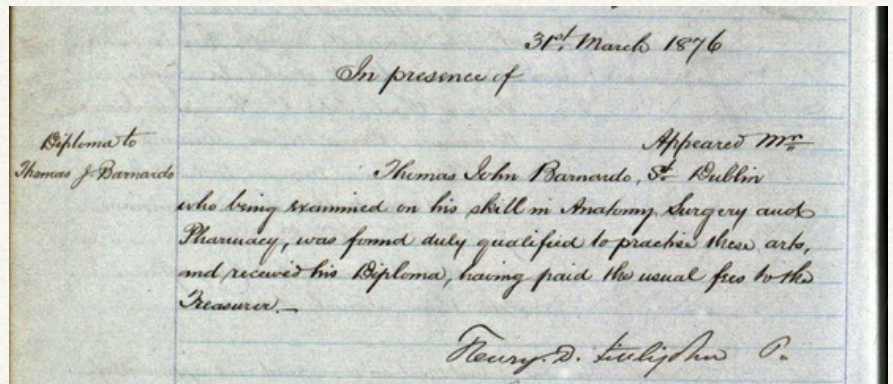 31st March 1876
In presence of
Diploma to
Thomas J. Barnardo
Appeared Mr
Thomas John Barnardo, St Dublin
who being examined on his skill in Anatomy Surgery and
Pharmacy, was found duly qualified to practise these arts,
and received his Diploma, having paid the usual fees to the
Treasurer.—
Henry. D. Littlejohn P.